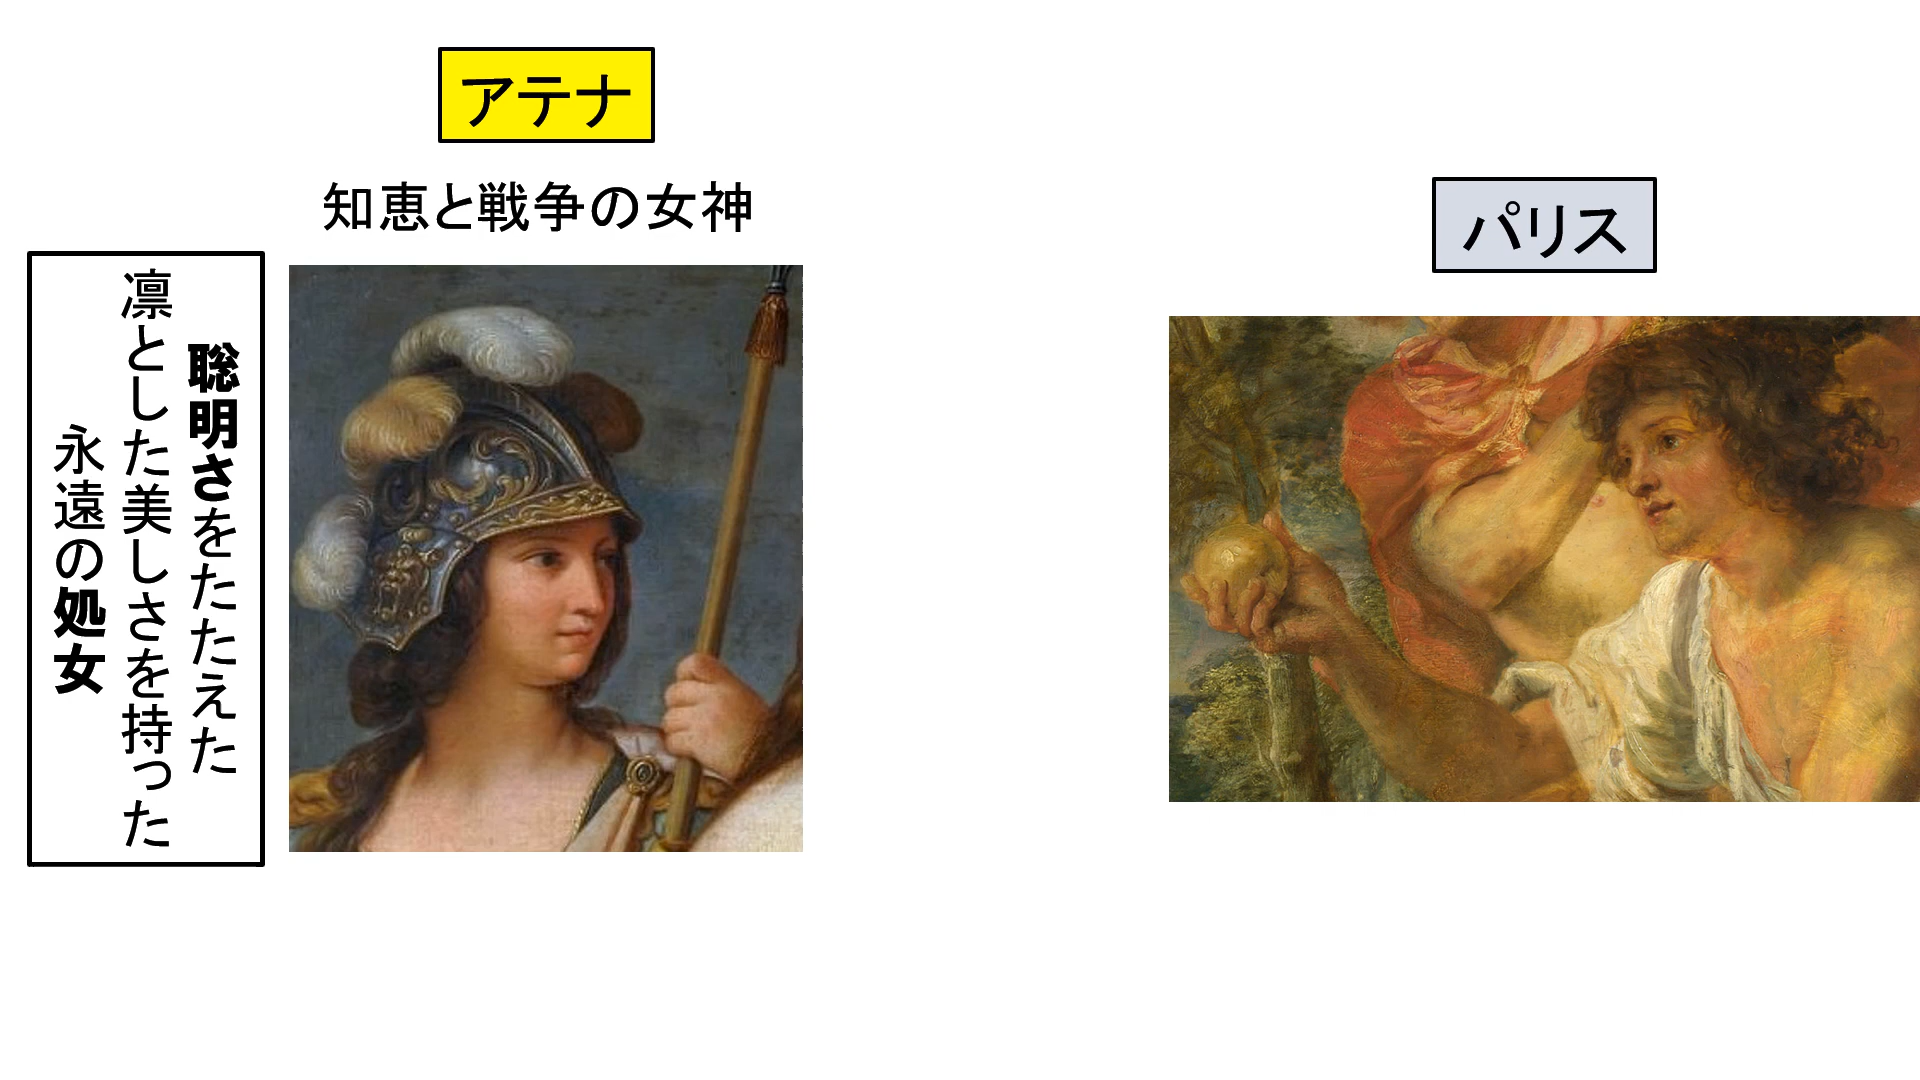 アテナ
知恵と戦争の女神
聡明さをたたえた
凛とした美しさを持った
永遠の処女
パリス